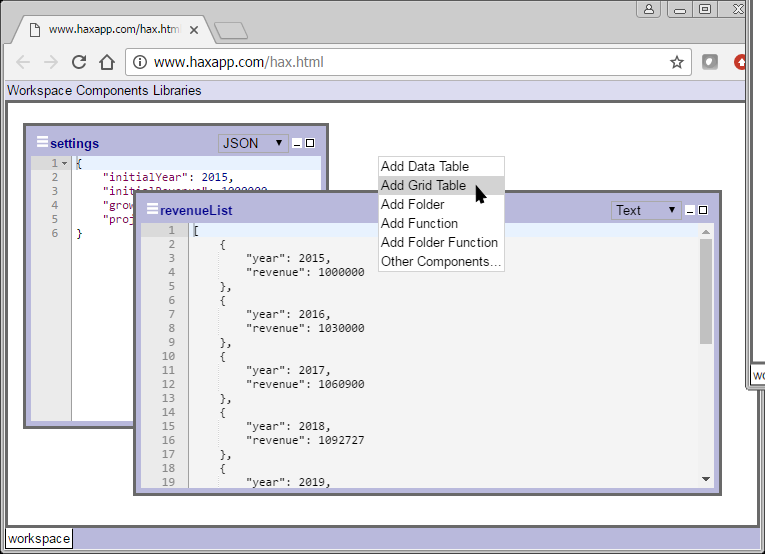 www.haxapp.com/hax.html
www.haxapp.com/hax.html
Workspace Components Libraries
settings
JSON
1 {
2 "initialYear": 2015,
3 "initialRevenue": 1000000
4 "grow
5 "proj
6 }
Add Data Table
Add Grid Table
Add Folder
Add Function
Add Folder Function
Other Components...
revenueList
Text
1 [
2 {
3 "year": 2015,
4 "revenue": 1000000
5 },
6 {
7 "year": 2016,
8 "revenue": 1030000
9 },
10 {
11 "year": 2017,
12 "revenue": 1060900
13 },
14 {
15 "year": 2018,
16 "revenue": 1092727
17 },
18 {
19 "year": 2019,
workspace
wo